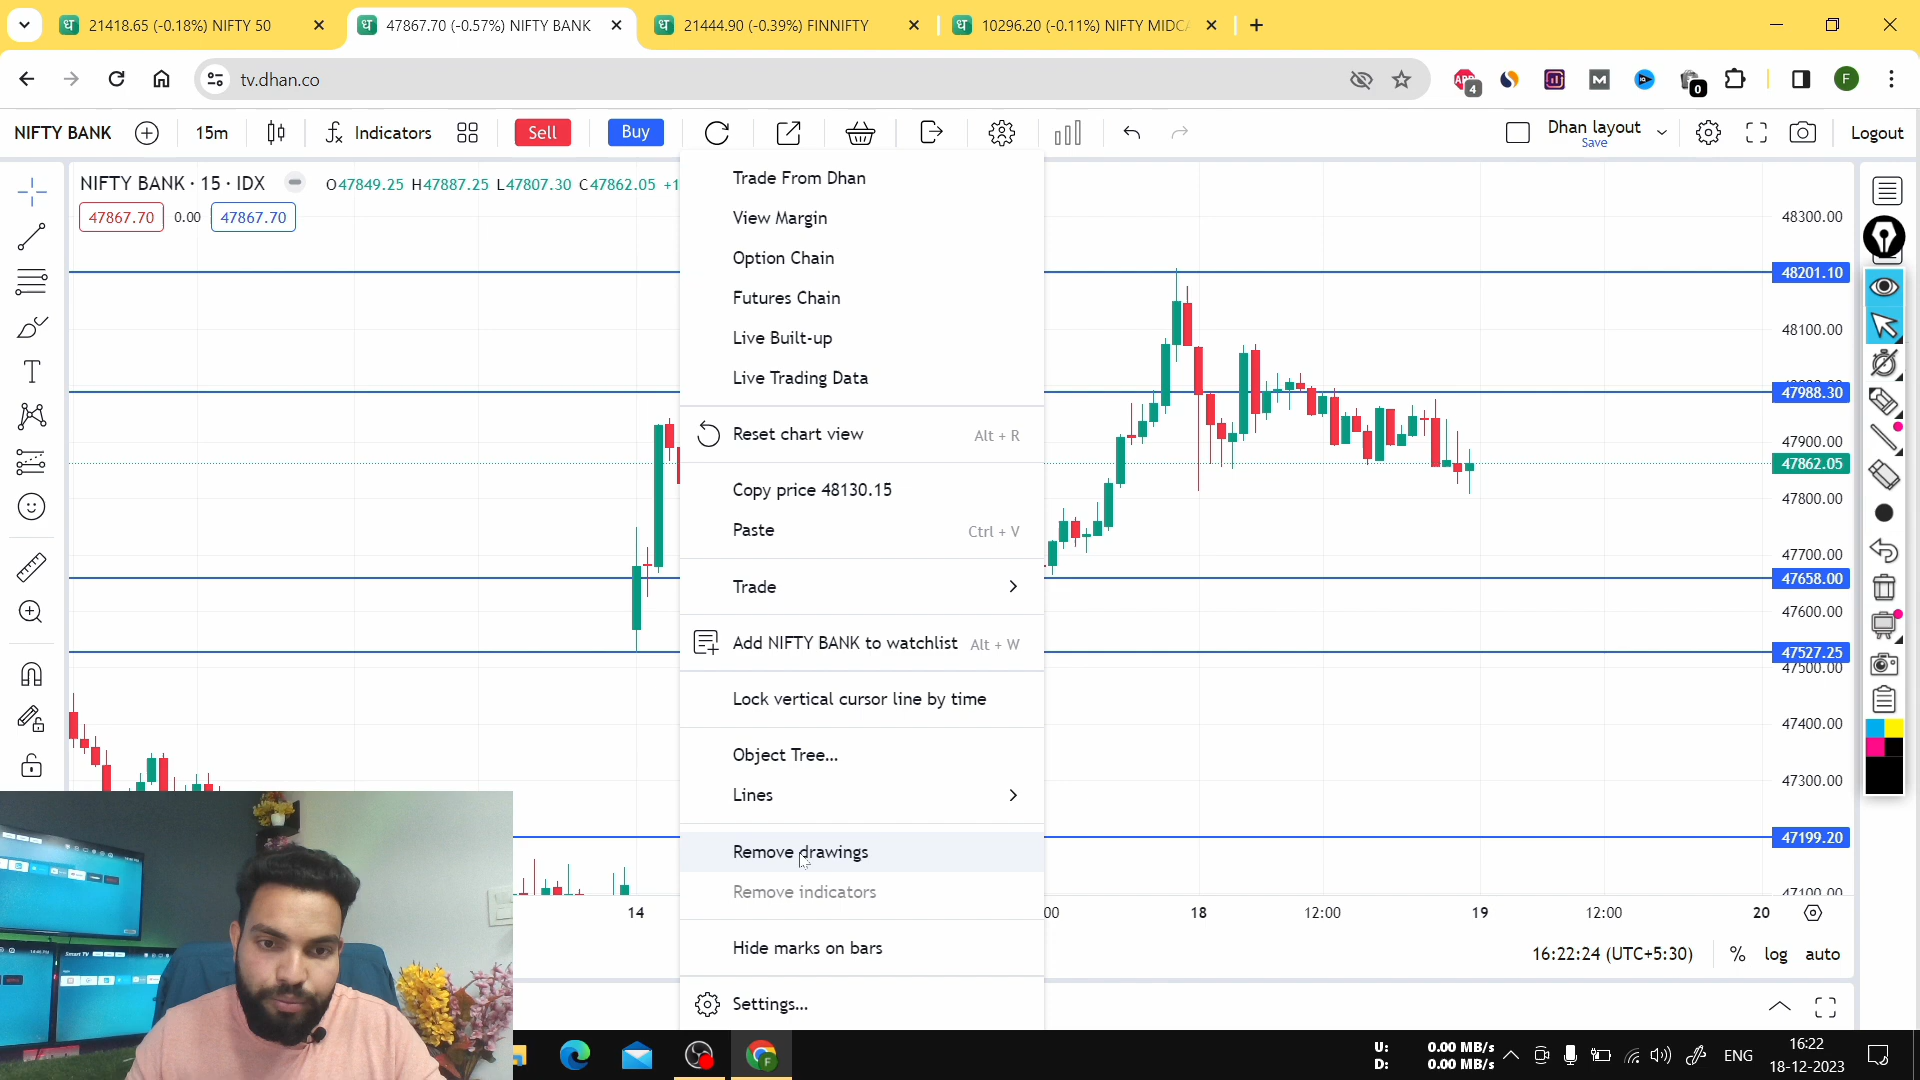 21418.65 (-0.18%) NIFTY 50
47867.70 (-0.57%) NIFTY BANK
21444.90 (-0.39%) FINNIFTY
10296.20 (-0.11%) NIFTY MIDC
tv.dhan.co
4
0
F
NIFTY BANK
15m
Indicators
Sell
Buy
Dhan layout
Save
Logout
NIFTY BANK · 15 · IDX
O47849.25 H47887.25 L47807.30 C47862.05 +1
47867.70
0.00
47867.70
Trade From Dhan
View Margin
Option Chain
Futures Chain
Live Built-up
Live Trading Data
Reset chart view Alt + R
Copy price 48130.15
Paste Ctrl + V
Trade
Add NIFTY BANK to watchlist Alt + W
Lock vertical cursor line by time
Object Tree...
Lines
Remove drawings
Remove indicators
Hide marks on bars
Settings...
48300.00
48201.10
48100.00
47988.30
47900.00
47862.05
47800.00
47700.00
47658.00
47600.00
47527.25
47500.00
47400.00
47300.00
47199.20
47100.00
14
:00
18
12:00
19
12:00
20
16:22:24 (UTC+5:30)
%
log
auto
U: 0.00 MB/s
D: 0.00 MB/s
ENG
16:22
18-12-2023
Smart TV